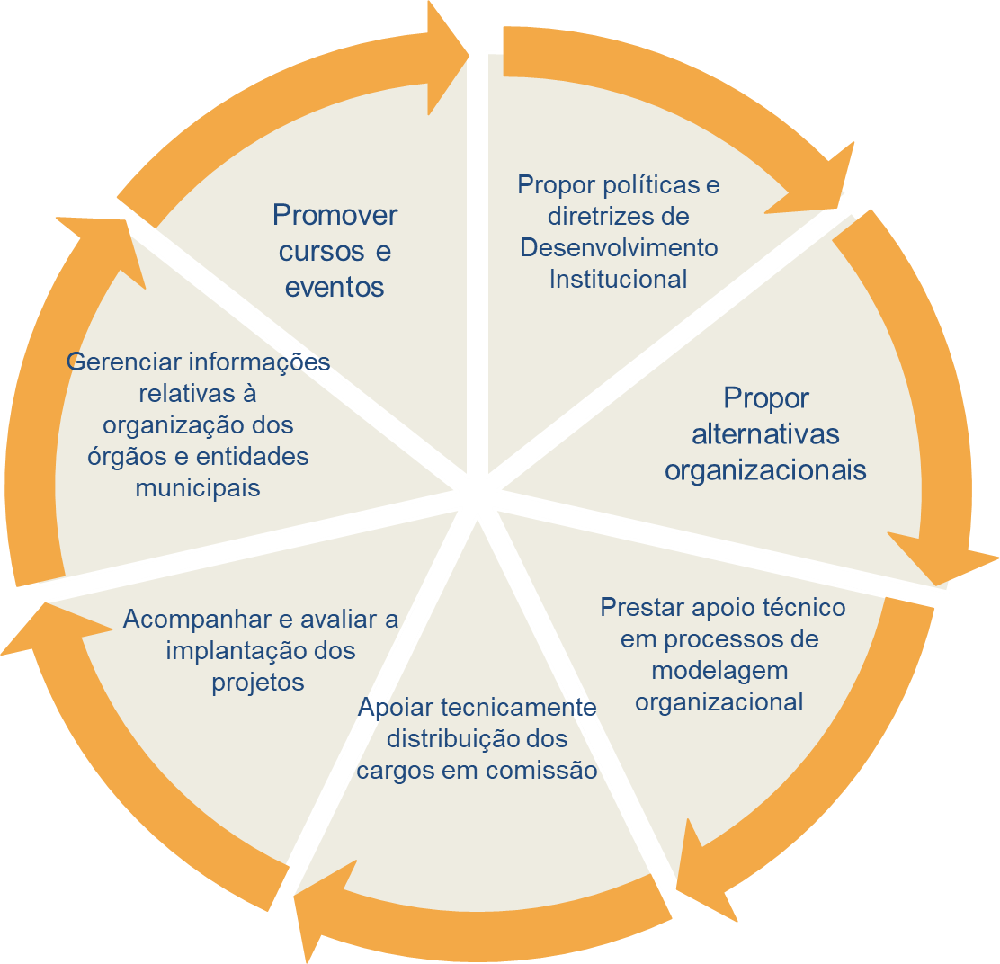 Propor políticas e
diretrizes de
Desenvolvimento
Institucional
Propor
alternativas
organizacionais
Prestar apoio técnico
em processos de
modelagem
organizacional
Apoiar tecnicamente
distribuição dos
cargos em comissão
Acompanhar e avaliar a
implantação dos
projetos
Gerenciar informações
relativas à
organização dos
órgãos e entidades
municipais
Promover
cursos e
eventos